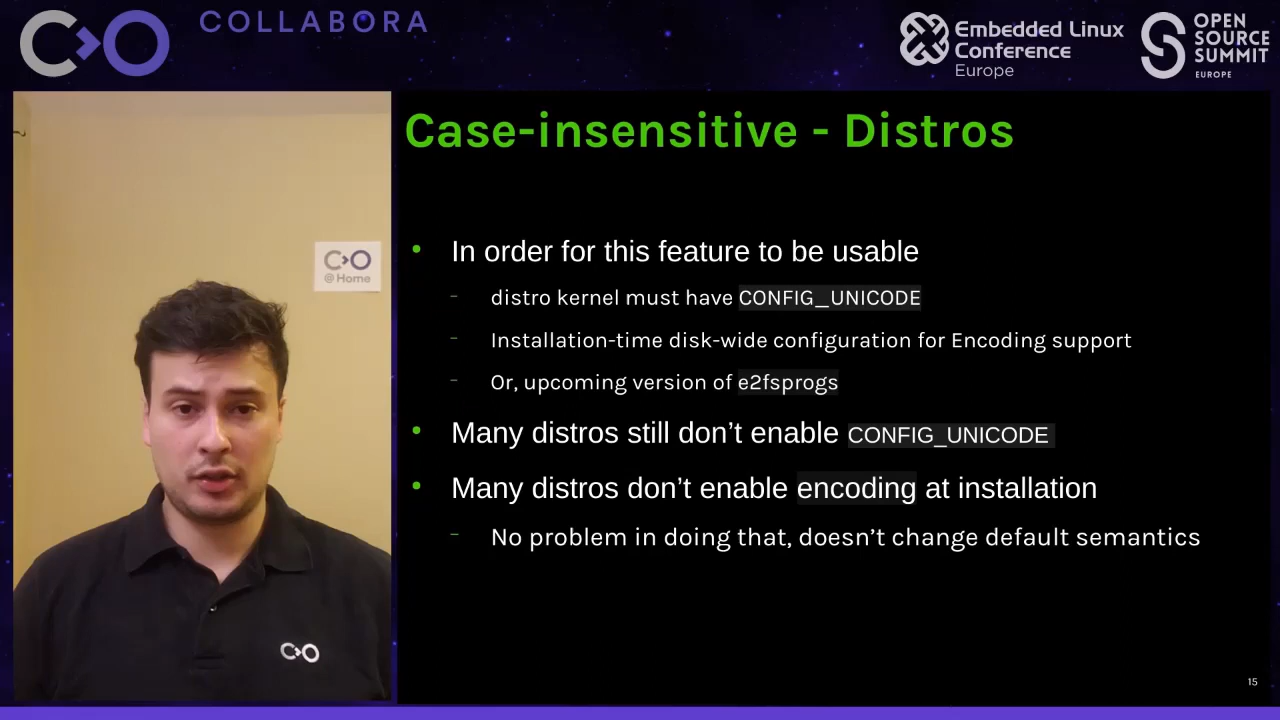 COLLABORA
Embedded Linux
Conference
Europe
OPEN
SOURCE
SUMMIT
EUROPE
@Home
Case-insensitive - Distros
• In order for this feature to be usable
- distro kernel must have CONFIG_UNICODE
- Installation-time disk-wide configuration for Encoding support
- Or, upcoming version of e2fsprogs
• Many distros still don’t enable CONFIG_UNICODE
• Many distros don’t enable encoding at installation
- No problem in doing that, doesn’t change default semantics
15